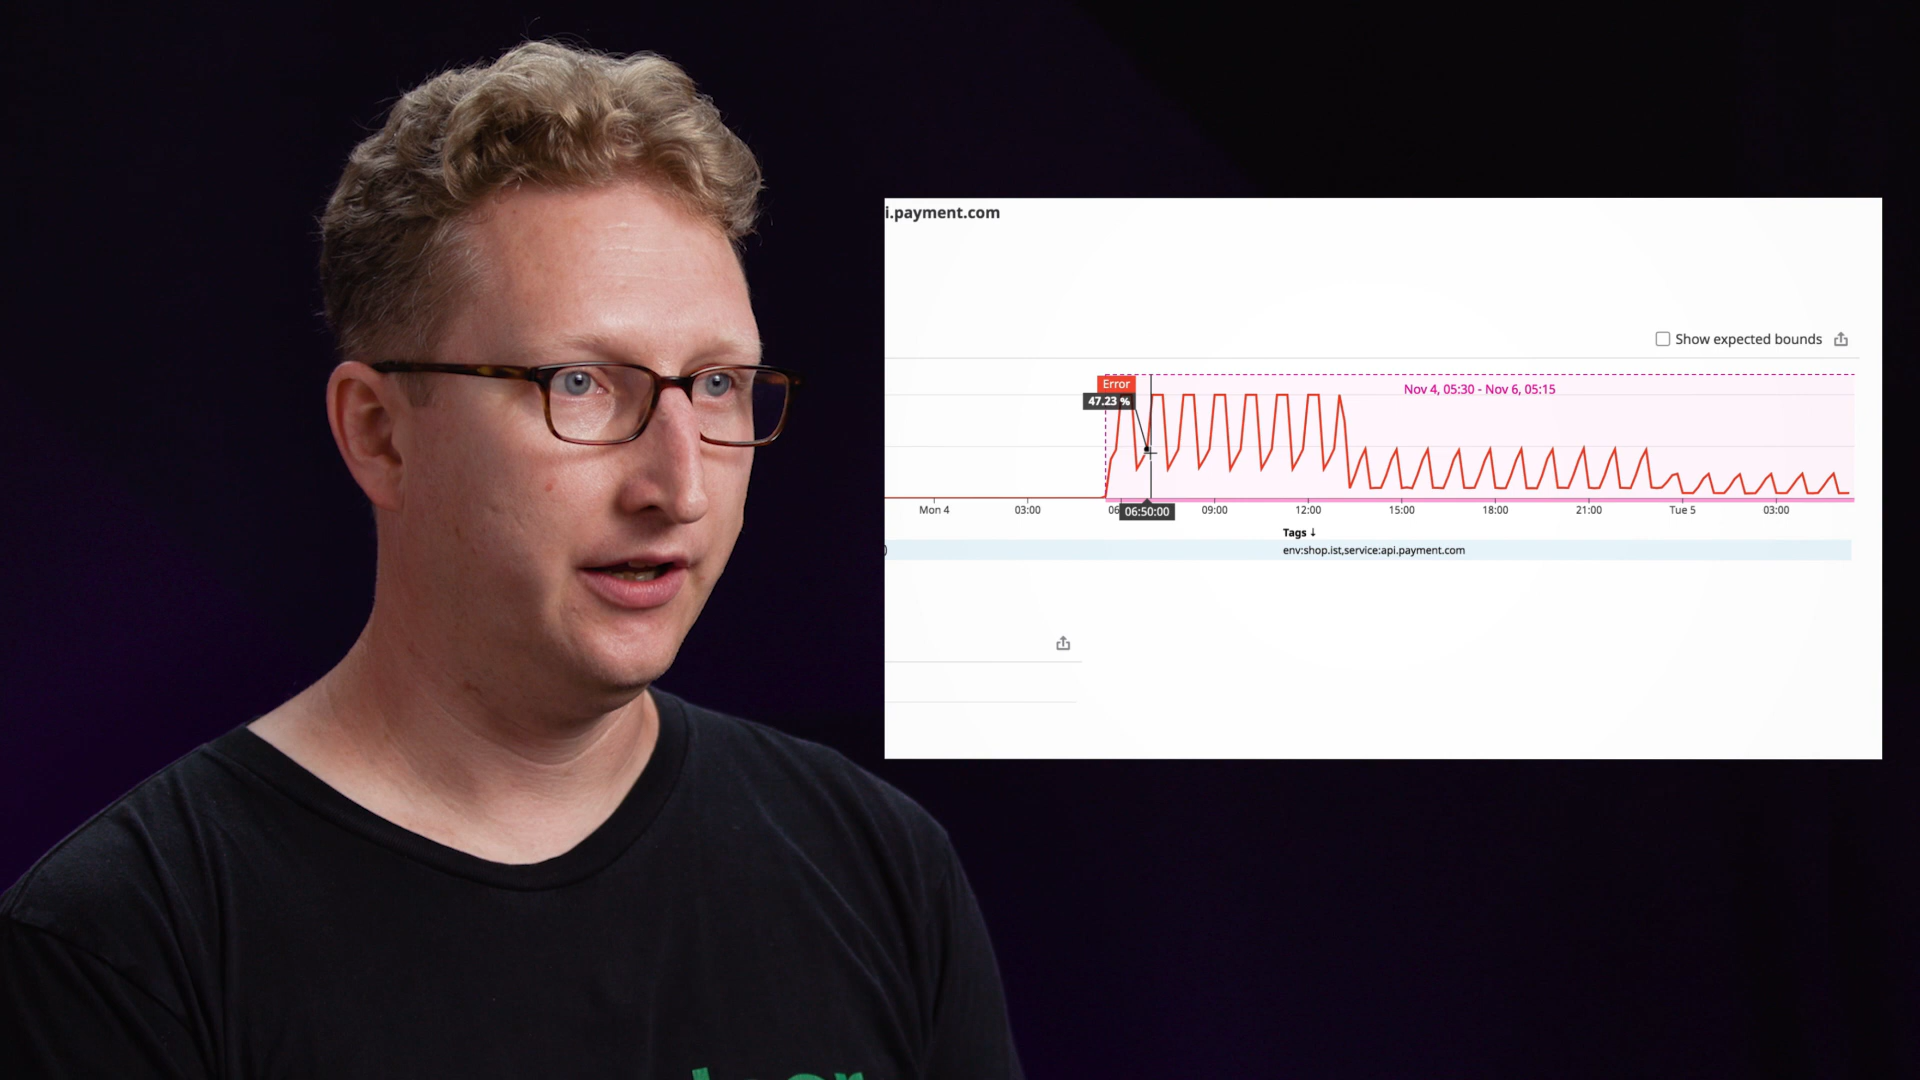 i.payment.com
Show expected bounds
Error
47.23 %
Nov 4, 05:30 - Nov 6, 05:15
Mon 4
03:00
06:50:00
09:00
12:00
15:00
18:00
21:00
Tue 5
03:00
Tags ↓
env:shop.ist,service:api.payment.com